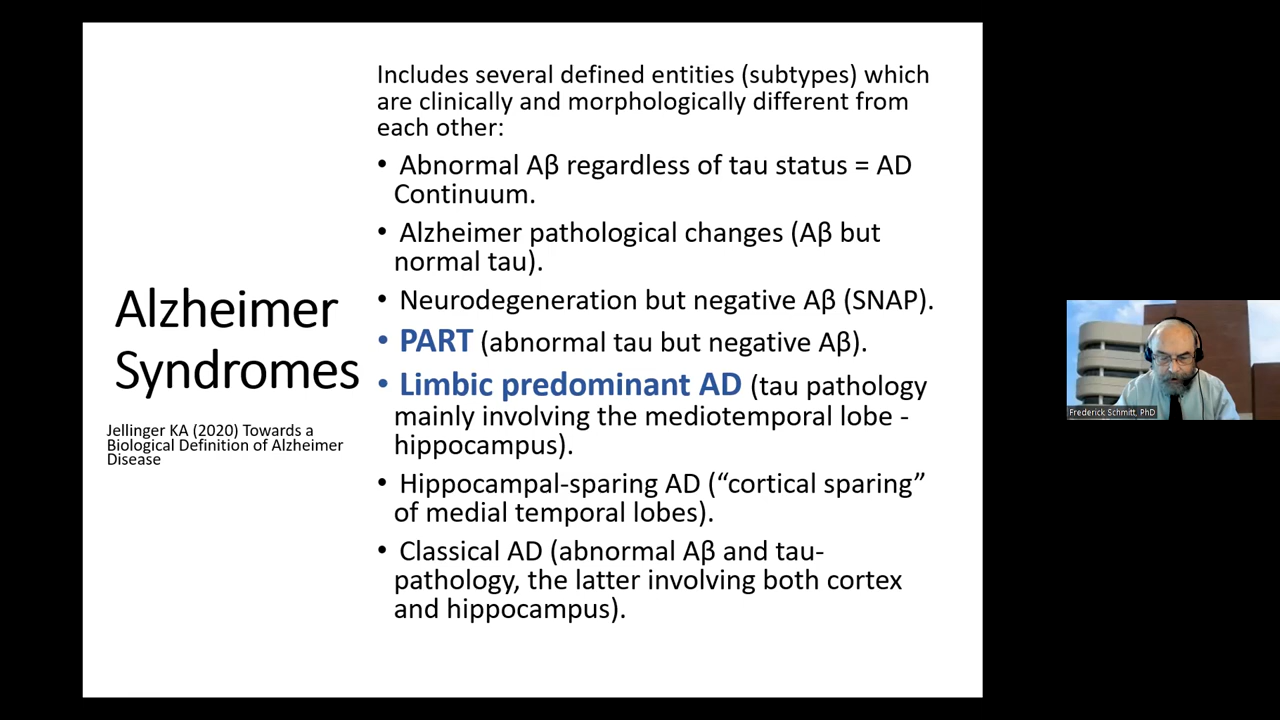 Alzheimer
Syndromes
Jellinger KA (2020) Towards a
Biological Definition of Alzheimer
Disease
Includes several defined entities (subtypes) which
are clinically and morphologically different from
each other:
• Abnormal Aβ regardless of tau status = AD
Continuum.
• Alzheimer pathological changes (Aβ but
normal tau).
• Neurodegeneration but negative Aβ (SNAP).
• PART (abnormal tau but negative Aβ).
• Limbic predominant AD (tau pathology
mainly involving the mediotemporal lobe -
hippocampus).
• Hippocampal-sparing AD (“cortical sparing”
of medial temporal lobes).
• Classical AD (abnormal Aβ and tau-
pathology, the latter involving both cortex
and hippocampus).
Frederick Schmitt, PhD